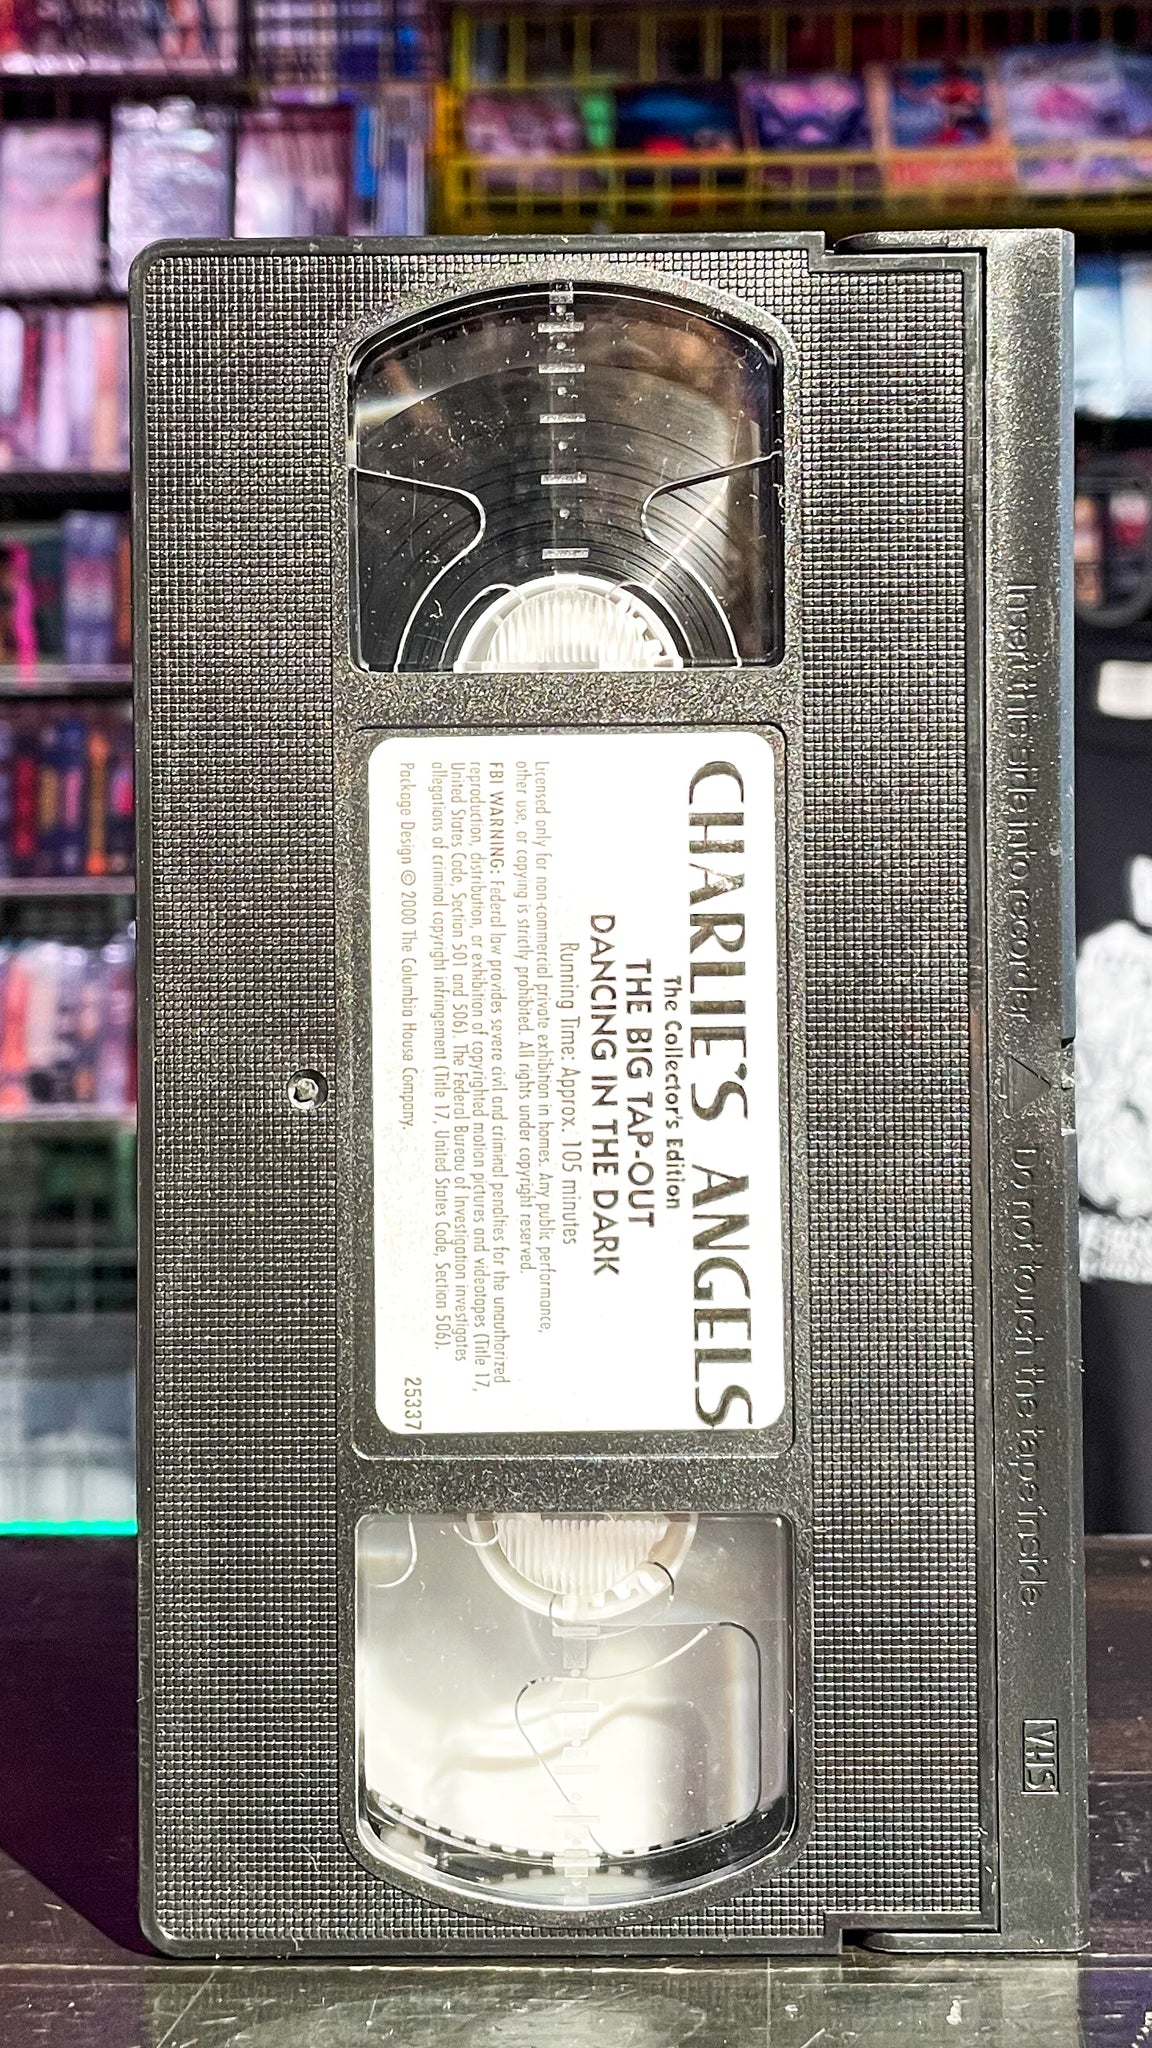 CHARLIE'S ANGELS
The Collector's Edition
THE BIG TAP-OUT
DANCING IN THE DARK
Running Time: Approx. 105 minutes
Licensed only for non-commercial private exhibition in homes. Any public performance,
other use, or copying is strictly prohibited. All rights under copyright reserved.
FBI WARNING: Federal law provides severe civil and criminal penalties for the unauthorized
reproduction, distribution, or exhibition of copyrighted motion pictures and videotapes (Title 17,
United States Code, Section 501 and 506). The Federal Bureau of Investigation investigates
allegations of criminal copyright infringement (Title 17, United States Code, Section 506).
Package Design © 2000 The Columbia House Company.
25337
Insert this side into recorder △ Do not touch the tape inside.
VHS